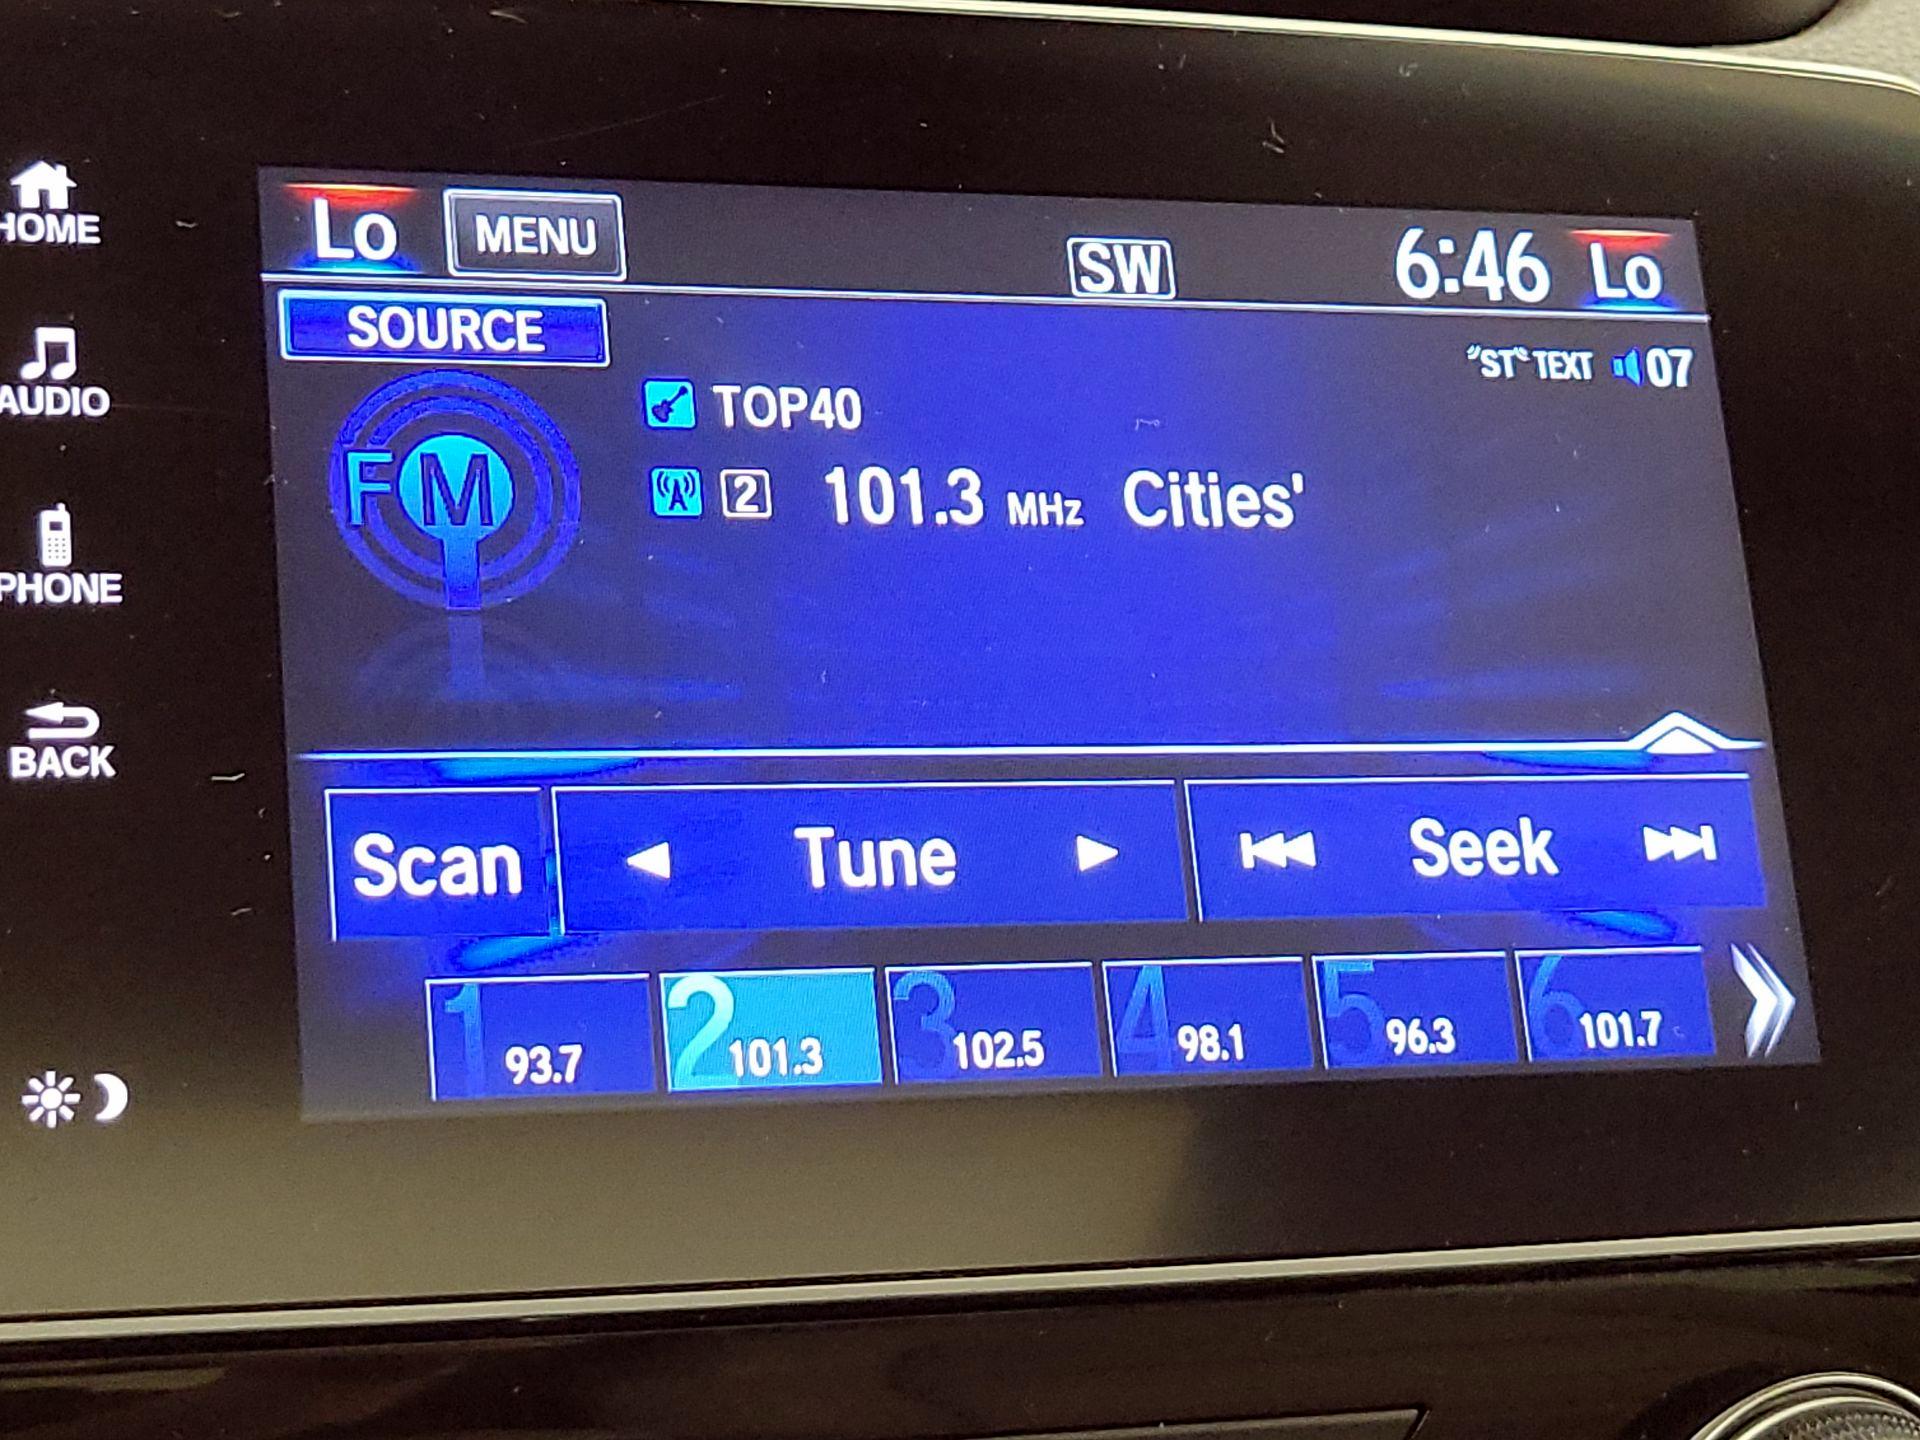 HOME
AUDIO
PHONE
BACK
Lo MENU SW 6:46 Lo
SOURCE
"ST" TEXT 07
FM
TOP40
2 101.3 MHz Cities'
Scan Tune Seek
1 93.7 2 101.3 3 102.5 4 98.1 5 96.3 6 101.7